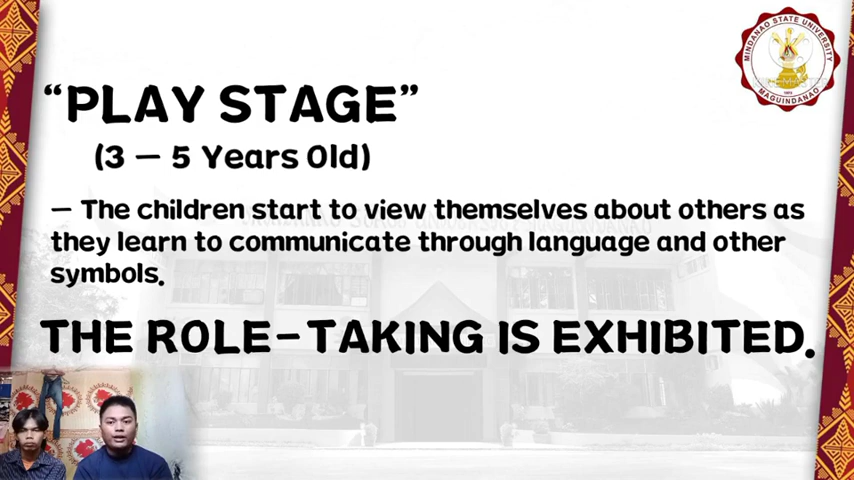 “PLAY STAGE”
(3 – 5 Years Old)
– The children start to view themselves about others as
they learn to communicate through language and other
symbols.
THE ROLE-TAKING IS EXHIBITED.
MINDANAO STATE UNIVERSITY
MAGUINDANAO